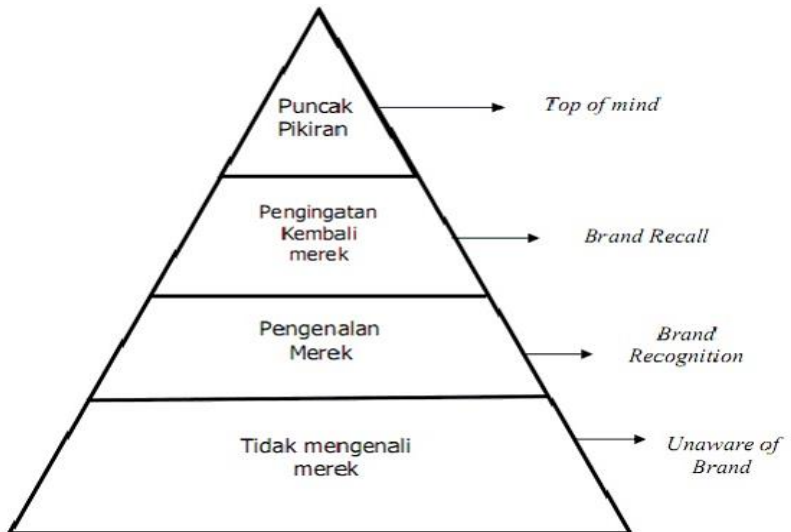 Puncak
Pikiran
Top of mind
Pengingatan
Kembali
merek
Brand Recall
Pengenalan
Merek
Brand
Recognition
Tidak mengenali
merek
Unaware of
Brand